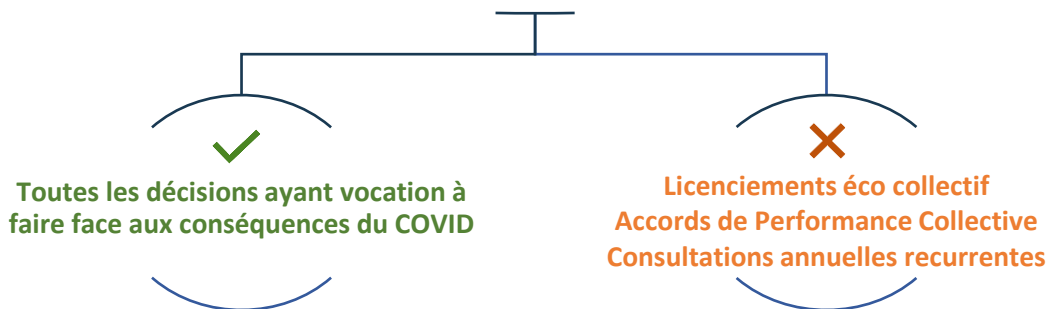 Toutes les décisions ayant vocation à
faire face aux conséquences du COVID
Licenciements éco collectif
Accords de Performance Collective
Consultations annuelles recurrentes